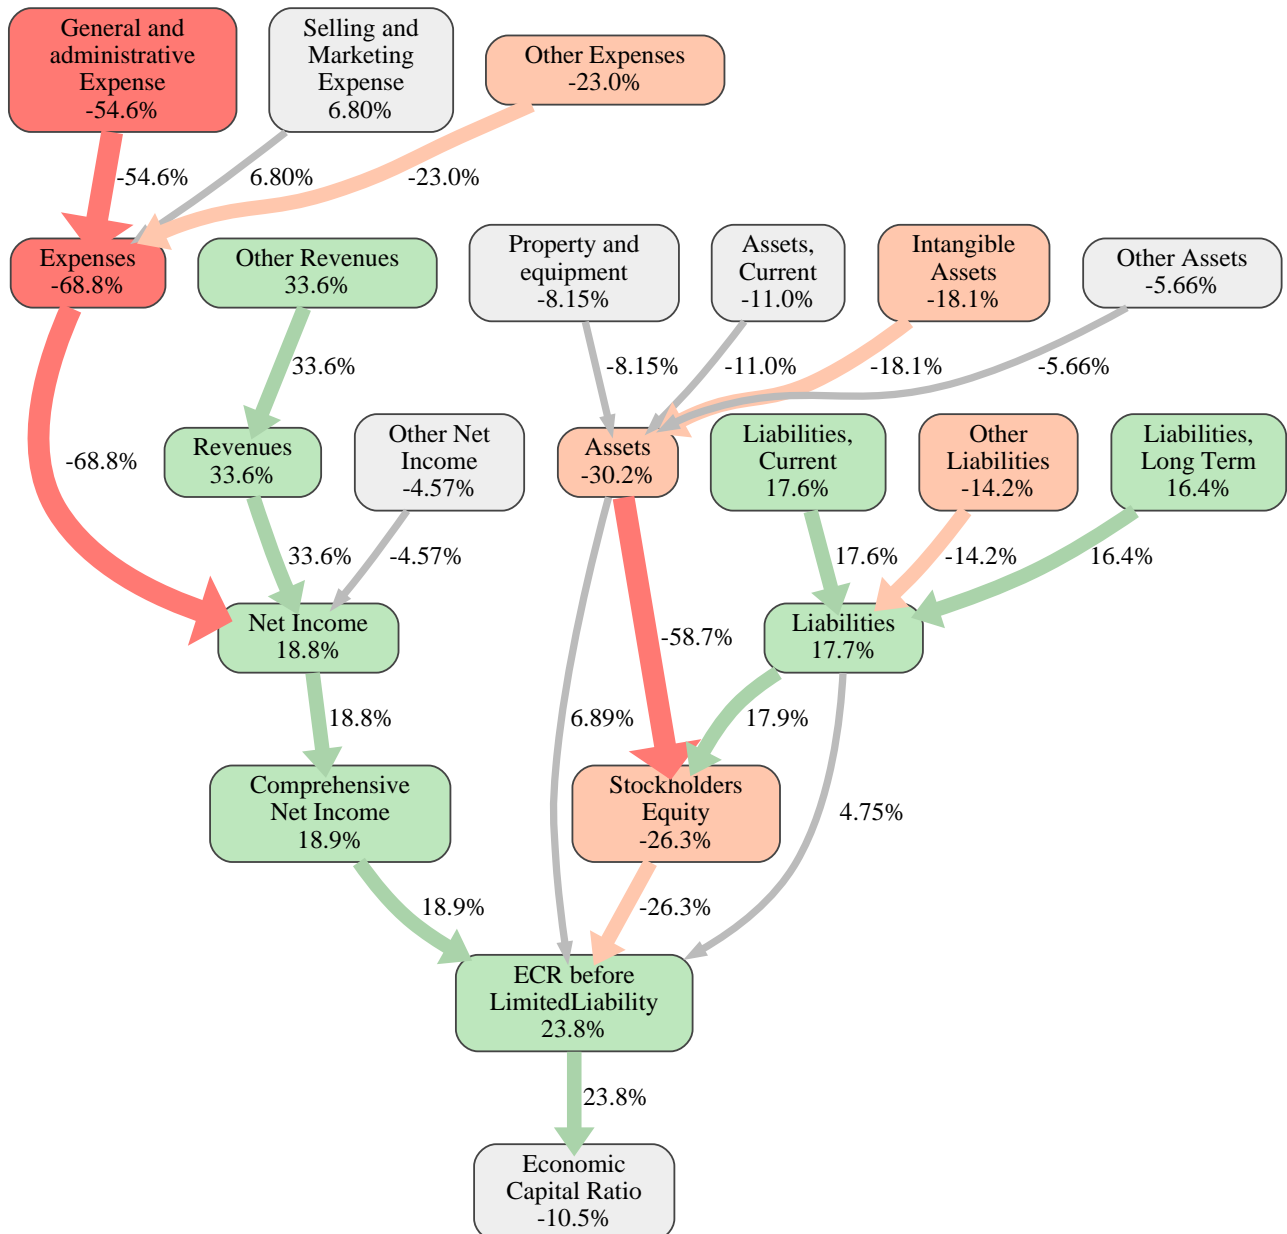 General and
administrative
Expense
-54.6%
Selling and
Marketing
Expense
6.80%
Other Expenses
-23.0%
-54.6%
6.80%
-23.0%
Expenses
-68.8%
Other Revenues
33.6%
Property and
equipment
-8.15%
Assets,
Current
-11.0%
Intangible
Assets
-18.1%
Other Assets
-5.66%
33.6%
-8.15%
-11.0%
-18.1%
-5.66%
-68.8%
Revenues
33.6%
Other Net
Income
-4.57%
Assets
-30.2%
Liabilities,
Current
17.6%
Other
Liabilities
-14.2%
Liabilities,
Long Term
16.4%
33.6%
-4.57%
17.6%
-14.2%
16.4%
Net Income
18.8%
-58.7%
Liabilities
17.7%
18.8%
6.89%
17.9%
Comprehensive
Net Income
18.9%
Stockholders
Equity
-26.3%
4.75%
18.9%
-26.3%
ECR before
LimitedLiability
23.8%
23.8%
Economic
Capital Ratio
-10.5%